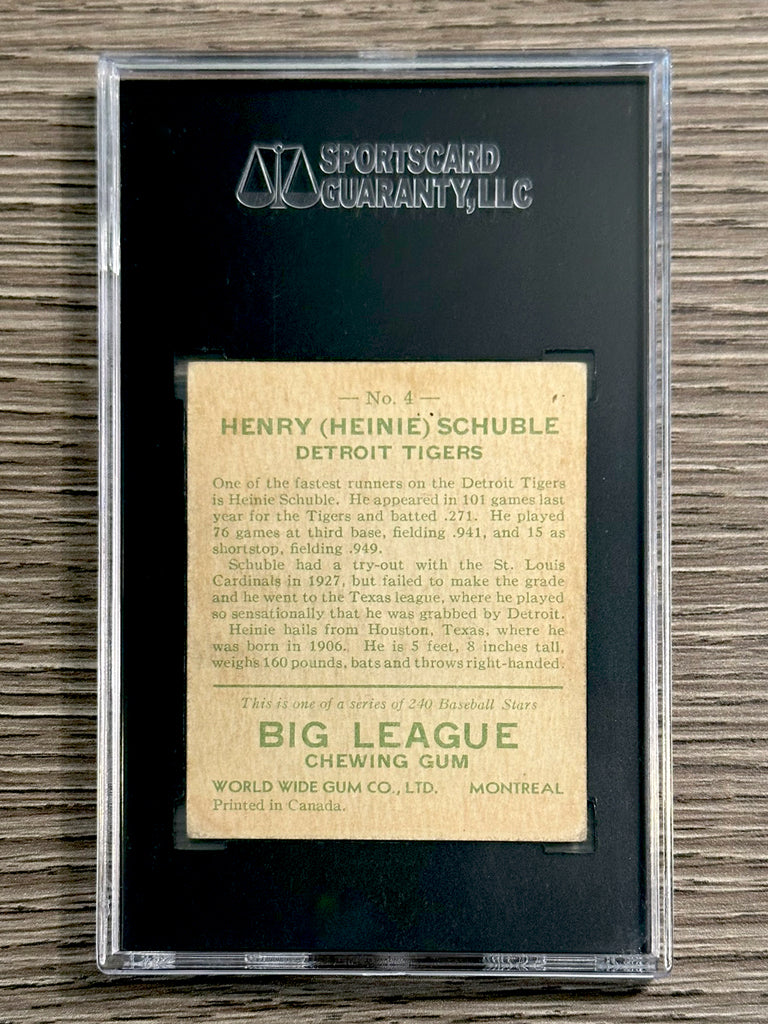 SPORTSCARD
GUARANTY, LLC
— No. 4 —
HENRY (HEINIE) SCHUBLE
DETROIT TIGERS
One of the fastest runners on the Detroit Tigers
is Heinie Schuble. He appeared in 101 games last
year for the Tigers and batted .271. He played
76 games at third base, fielding .941, and 15 as
shortstop, fielding .949.
Schuble had a try-out with the St. Louis
Cardinals in 1927, but failed to make the grade
and he went to the Texas league, where he played
so sensationally that he was grabbed by Detroit.
Heinie hails from Houston, Texas, where he
was born in 1906. He is 5 feet, 8 inches tall,
weighs 160 pounds, bats and throws right-handed.
This is one of a series of 240 Baseball Stars
BIG LEAGUE
CHEWING GUM
WORLD WIDE GUM CO., LTD. MONTREAL
Printed in Canada.